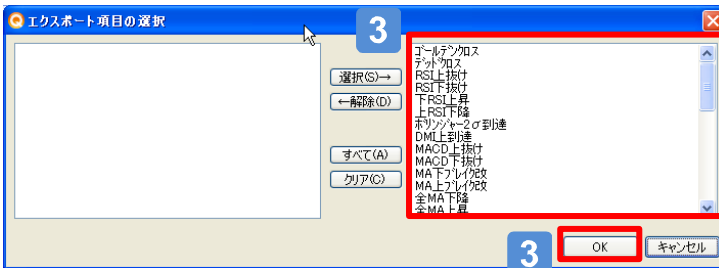 エクスポート項目の選択
3
選択(S)→
←解除(D)
すべて(A)
クリア(C)
ゴールデンクロス
デッドクロス
RSI上抜け
RSI下抜け
下RSI上昇
上RSI下降
ボリンジャー2σ到達
DMI上到達
MACD上抜け
MACD下抜け
MA下ブレイク改
MA上ブレイク改
全MA下降
全MA上昇
3
OK
キャンセル